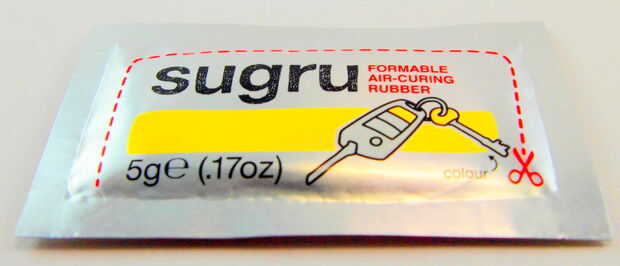 sugru
FORMABLE
AIR-CURING
RUBBER
5g℮ (.17oz)
colour